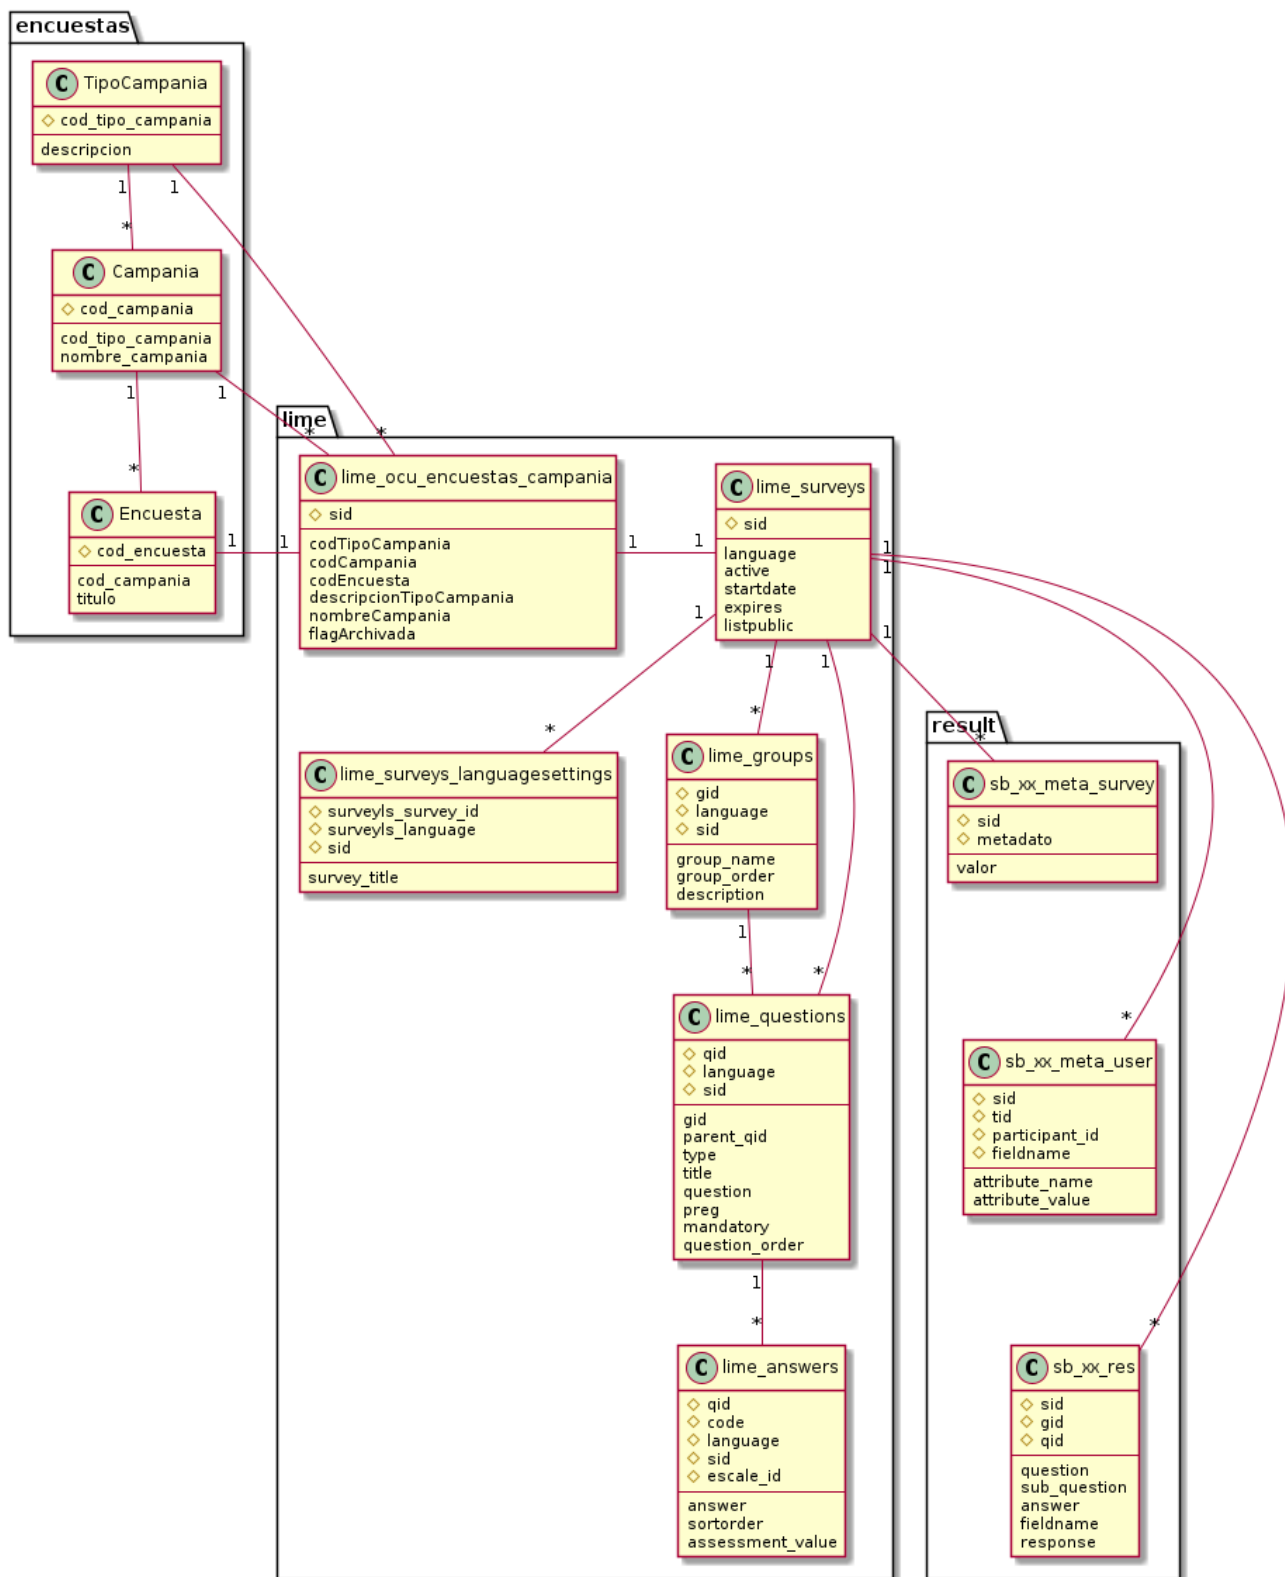 encuestas
C TipoCampania
cod_tipo_campania
descripcion
1 1
*
C Campania
cod_campania
cod_tipo_campania
nombre_campania
1 1
*
C Encuesta
cod_encuesta
cod_campania
titulo
1 1
lime
* *
C lime_ocu_encuestas_campania
sid
codTipoCampania
codCampania
codEncuesta
descripcionTipoCampania
nombreCampania
flagArchivada
1 1
C lime_surveys
sid
language
active
startdate
expires
listpublic
1
1
1
1
1 1
* *
C lime_surveys_languagesettings
surveyls_survey_id
surveyls_language
sid
survey_title
C lime_groups
gid
language
sid
group_name
group_order
description
1
* *
C lime_questions
qid
language
sid
gid
parent_qid
type
title
question
preg
mandatory
question_order
1
*
C lime_answers
qid
code
language
sid
escale_id
answer
sortorder
assessment_value
result
*
C sb_xx_meta_survey
sid
metadato
valor
*
C sb_xx_meta_user
sid
tid
participant_id
fieldname
attribute_name
attribute_value
*
C sb_xx_res
sid
gid
qid
question
sub_question
answer
fieldname
response